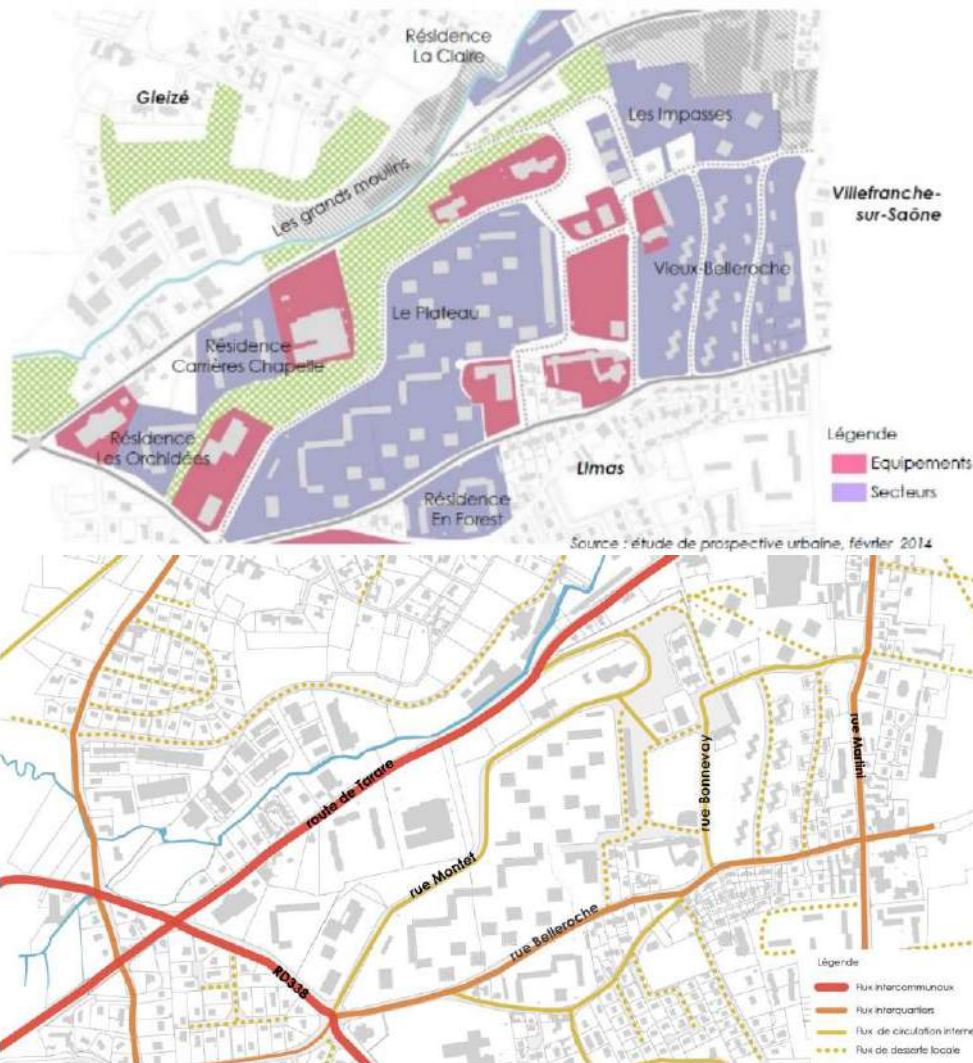 Résidence
La Claire
Gleizé
Les Impasses
Les grands moulins
Villefranche-
sur-Saône
Vieux-Belleroche
Le Plateau
Résidence
Carrières Chapelle
Résidence
Les Orchidées
Légende
Equipements
Secteurs
Limas
Résidence
En Forest
Source : étude de prospective urbaine, février 2014
route de Tarare
rue Bonnevay
rue Martini
rue Montet
rue Belleroche
RD338
Légende
Flux intercommunaux
Flux interquartiers
Flux de circulation interne
Flux de desserte locale